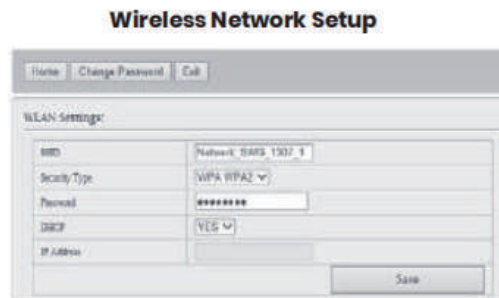 Wireless Network Setup
Home Change Password Exit
WLAN Settings:
SSID
Security Type WPA WPA2
Password ********
DHCP YES
IP Address
Save